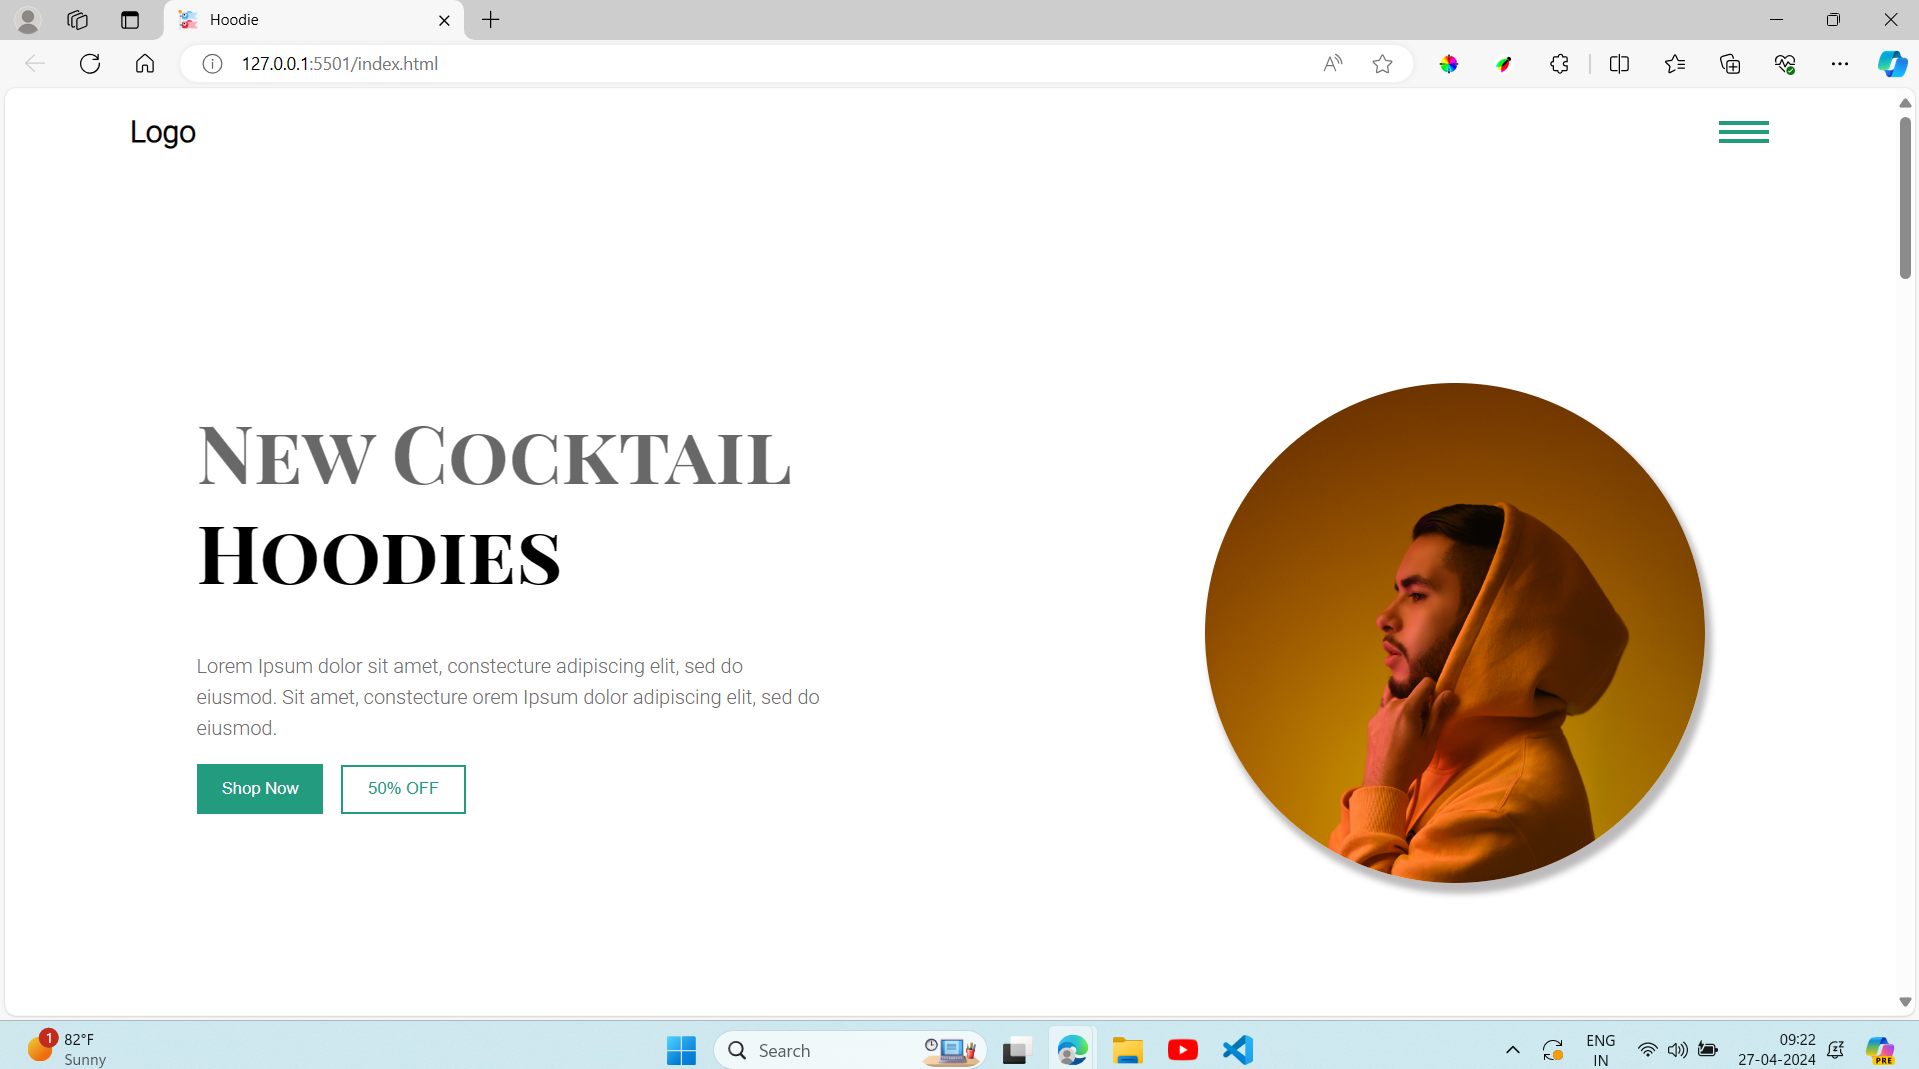 Hoodie
127.0.0.1:5501/index.html
Logo
New Cocktail
Hoodies
Lorem Ipsum dolor sit amet, constecture adipiscing elit, sed do
eiusmod. Sit amet, constecture orem Ipsum dolor adipiscing elit, sed do
eiusmod.
Shop Now
50% OFF
1
82°F
Sunny
Search
ENG
IN
09:22
27-04-2024
PRE